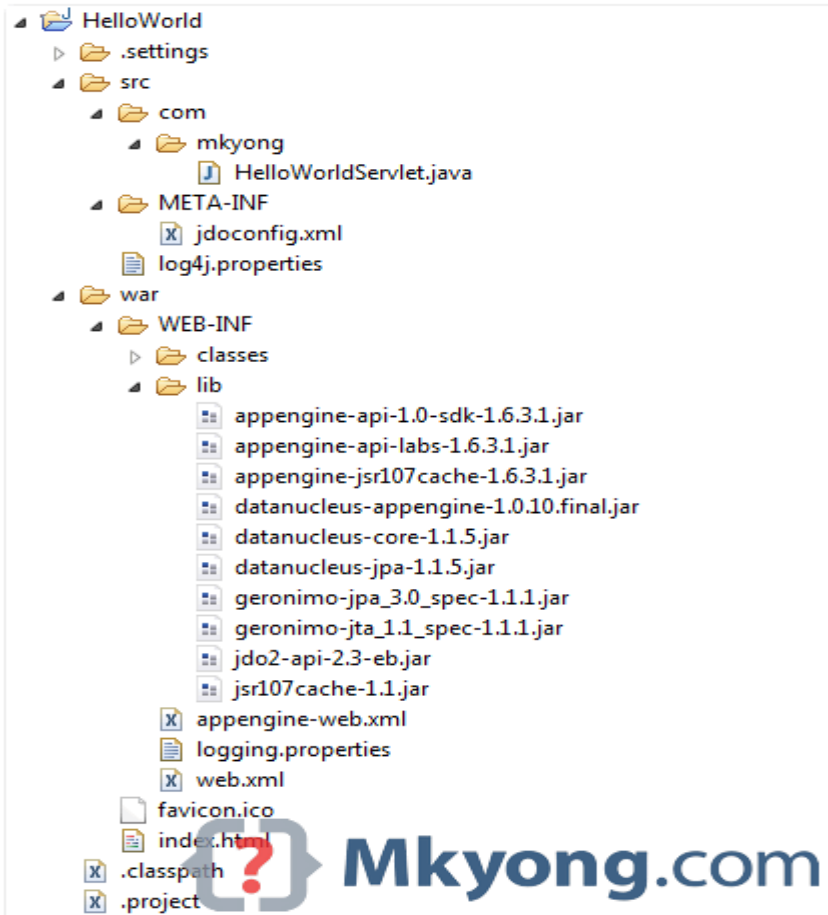 HelloWorld
.settings
src
com
mkyong
HelloWorldServlet.java
META-INF
jdoconfig.xml
log4j.properties
war
WEB-INF
classes
lib
appengine-api-1.0-sdk-1.6.3.1.jar
appengine-api-labs-1.6.3.1.jar
appengine-jsr107cache-1.6.3.1.jar
datanucleus-appengine-1.0.10.final.jar
datanucleus-core-1.1.5.jar
datanucleus-jpa-1.1.5.jar
geronimo-jpa_3.0_spec-1.1.1.jar
geronimo-jta_1.1_spec-1.1.1.jar
jdo2-api-2.3-eb.jar
jsr107cache-1.1.jar
appengine-web.xml
logging.properties
web.xml
favicon.ico
index.html
.classpath
.project
{?} Mkyong.com